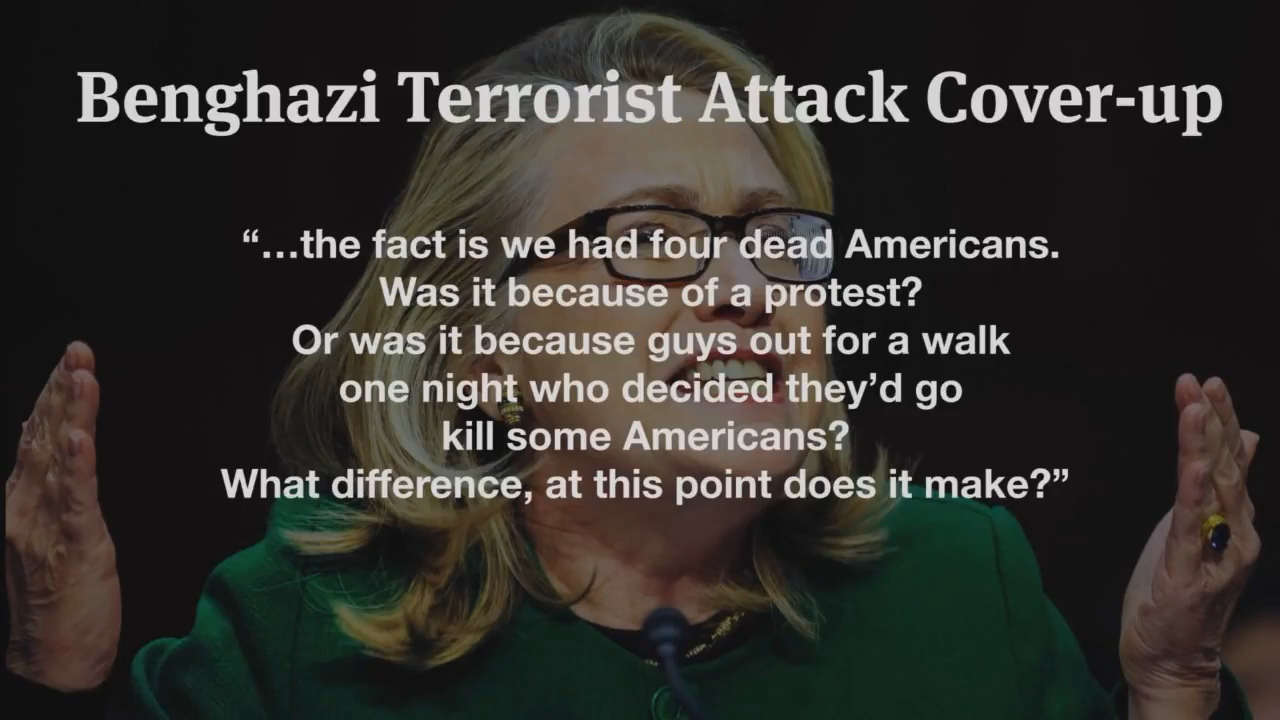 Benghazi Terrorist Attack Cover-up
“…the fact is we had four dead Americans.
Was it because of a protest?
Or was it because guys out for a walk
one night who decided they’d go
kill some Americans?
What difference, at this point does it make?”